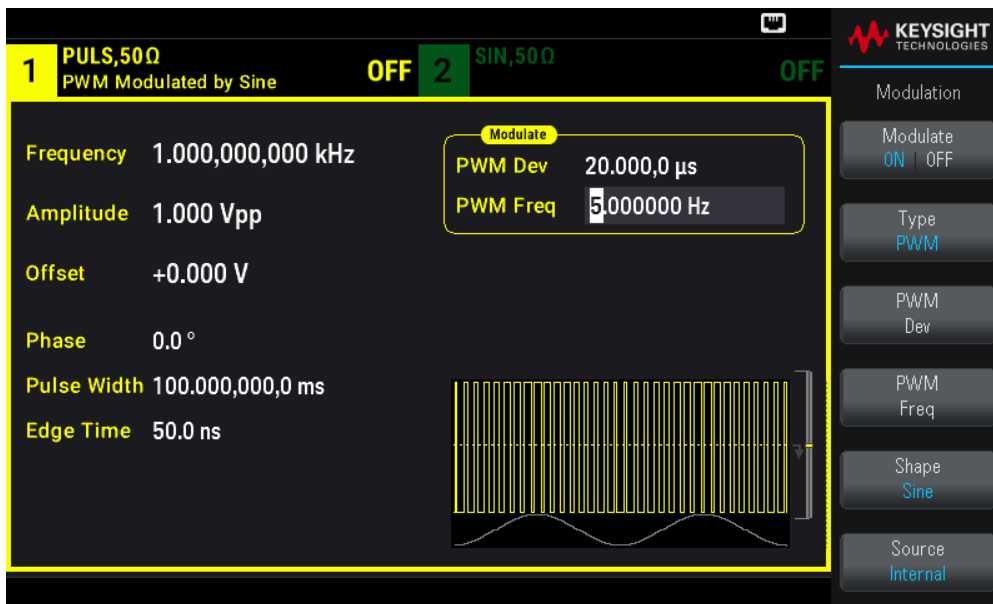 KEYSIGHT
TECHNOLOGIES
1 PULS,50Ω
PWM Modulated by Sine
OFF
2 SIN,50Ω
OFF
Frequency 1.000,000,000 kHz
Amplitude 1.000 Vpp
Offset +0.000 V
Phase 0.0 °
Pulse Width 100.000,000,0 ms
Edge Time 50.0 ns
Modulate
PWM Dev 20.000,0 µs
PWM Freq 5.000000 Hz
Modulation
Modulate
ON | OFF
Type
PWM
PWM
Dev
PWM
Freq
Shape
Sine
Source
Internal